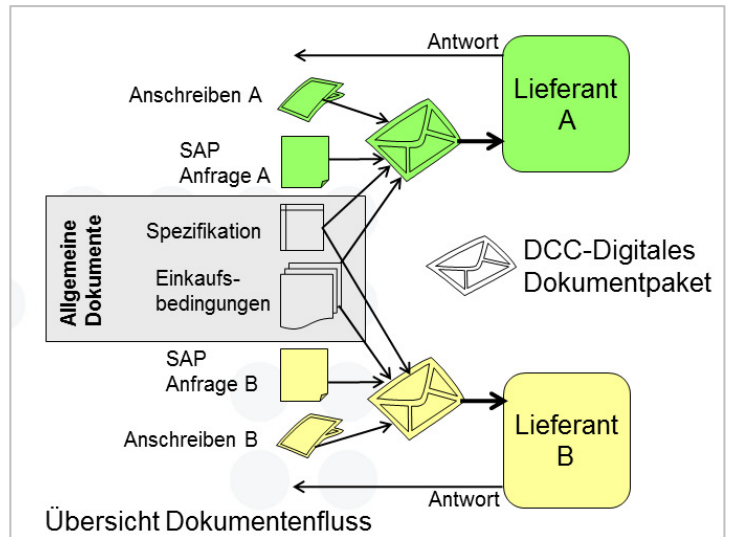 Antwort
Lieferant
A
Anschreiben A
SAP
Anfrage A
Allgemeine
Dokumente
Spezifikation
Einkaufs-
bedingungen
DCC-Digitales
Dokumentpaket
SAP
Anfrage B
Anschreiben B
Lieferant
B
Antwort
Übersicht Dokumentenfluss